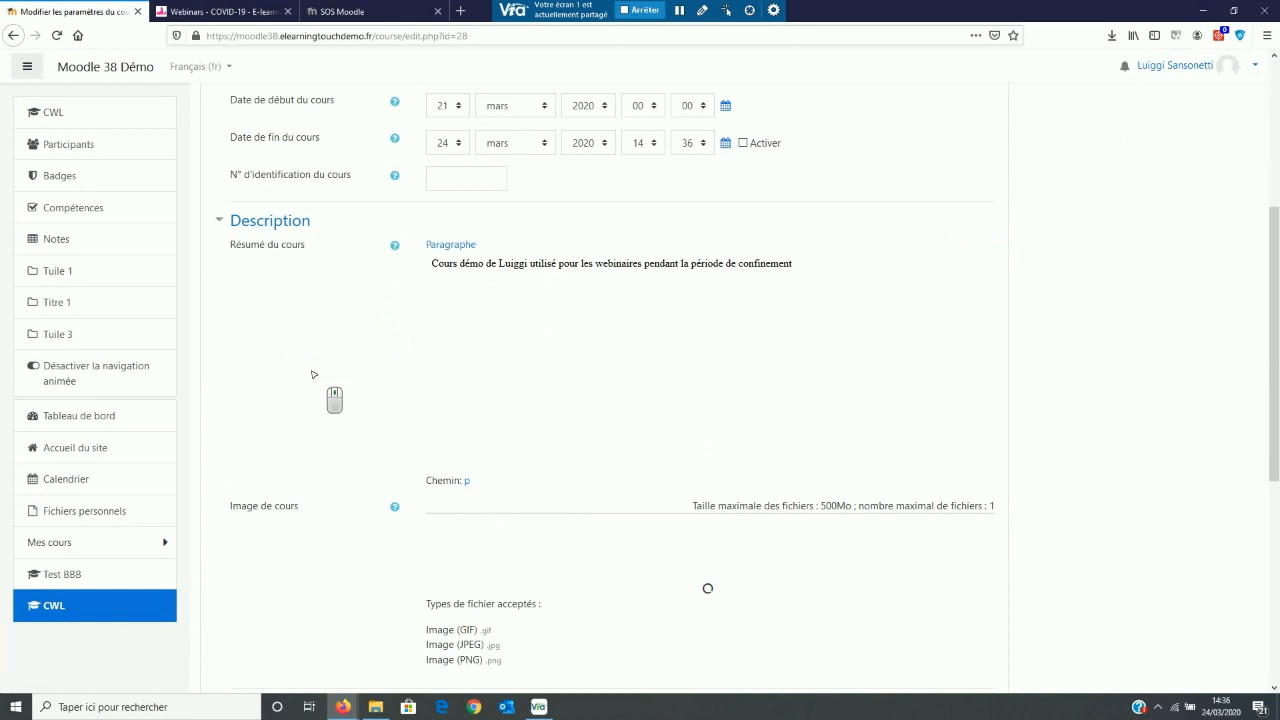 Modifier les paramètres du cou
Webinars - COVID-19 - E-learn
SOS Moodle
Via
Votre écran 1 est
actuellement partagé
Arrêter
https://moodle38.elearningtouchdemo.fr/course/edit.php?id=28
Moodle 38 Démo
Français (fr)
Luiggi Sansonetti
CWL
Participants
Badges
Compétences
Notes
Tuile 1
Titre 1
Tuile 3
Désactiver la navigation
animée
Tableau de bord
Accueil du site
Calendrier
Fichiers personnels
Mes cours
Test BBB
CWL
Date de début du cours
21 mars 2020 00 00
Date de fin du cours
24 mars 2020 14 36 Activer
N° d'identification du cours
Description
Résumé du cours
Paragraphe
Cours démo de Luiggi utilisé pour les webinaires pendant la période de confinement
Chemin: p
Image de cours
Taille maximale des fichiers : 500Mo ; nombre maximal de fichiers : 1
Types de fichier acceptés :
Image (GIF) .gif
Image (JPEG) .jpg
Image (PNG) .png
Taper ici pour rechercher
Via
14:36
24/03/2020
21